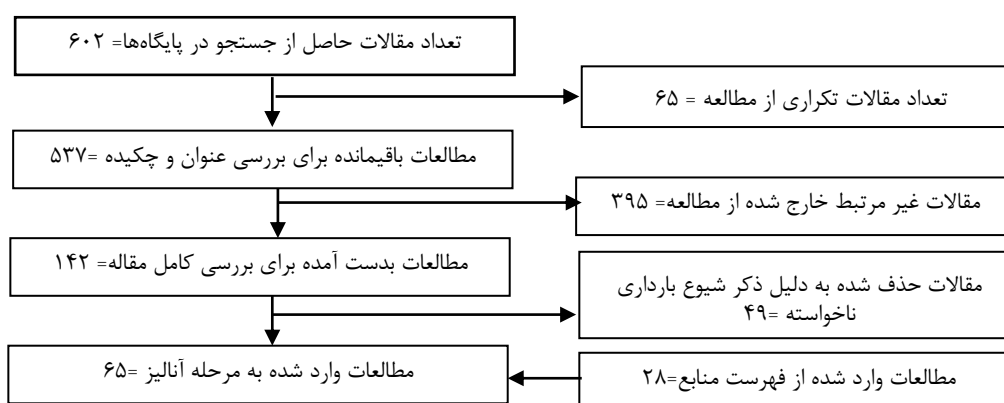 تعداد مقالات حاصل از جستجو در پایگاه‌ها= ۶۰۲
تعداد مقالات تکراری از مطالعه = ۶۵
مطالعات باقیمانده برای بررسی عنوان و چکیده =۵۳۷
مقالات غیر مرتبط خارج شده از مطالعه= ۳۹۵
مطالعات بدست آمده برای بررسی کامل مقاله= ۱۴۲
مقالات حذف شده به دلیل ذکر شیوع بارداری
ناخواسته =۴۹
مطالعات وارد شده به مرحله آنالیز =۶۵
مطالعات وارد شده از فهرست منابع=۲۸